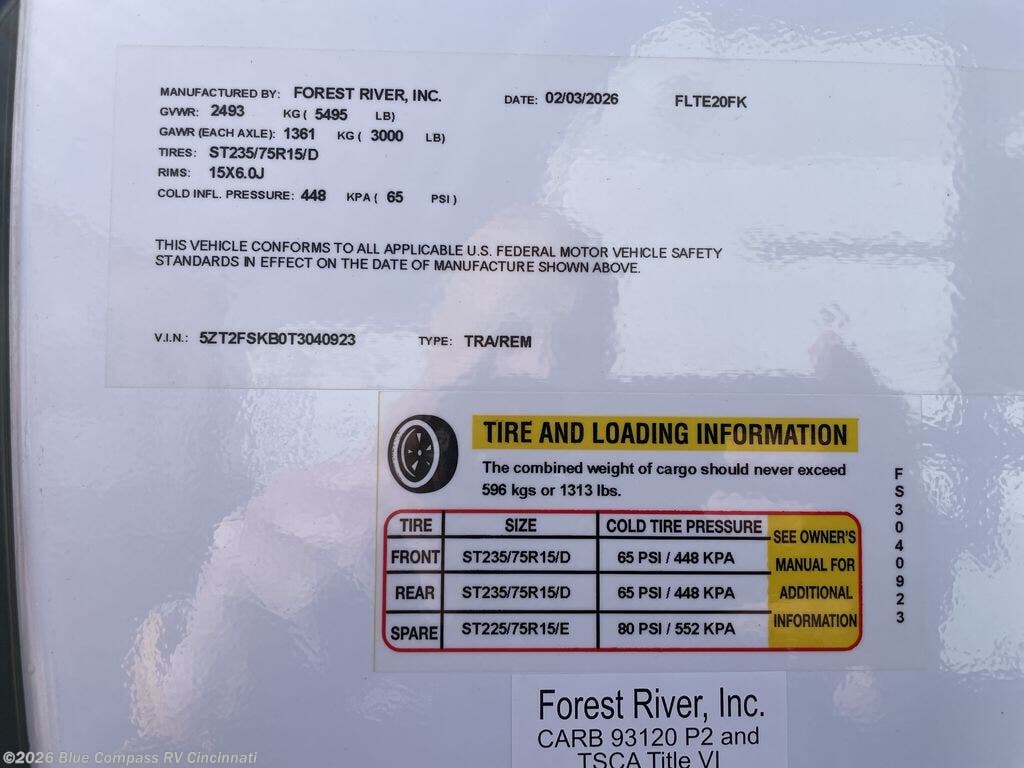 MANUFACTURED BY: FOREST RIVER, INC. DATE: 02/03/2026 FLTE20FK
GVWR: 2493 KG ( 5495 LB)
GAWR (EACH AXLE): 1361 KG ( 3000 LB)
TIRES: ST235/75R15/D
RIMS: 15X6.0J
COLD INFL. PRESSURE: 448 KPA ( 65 PSI )
THIS VEHICLE CONFORMS TO ALL APPLICABLE U.S. FEDERAL MOTOR VEHICLE SAFETY
STANDARDS IN EFFECT ON THE DATE OF MANUFACTURE SHOWN ABOVE.
V.I.N.: 5ZT2FSKB0T3040923 TYPE: TRA/REM
TIRE AND LOADING INFORMATION
The combined weight of cargo should never exceed
596 kgs or 1313 lbs.
TIRE SIZE COLD TIRE PRESSURE
FRONT ST235/75R15/D 65 PSI / 448 KPA
REAR ST235/75R15/D 65 PSI / 448 KPA
SPARE ST225/75R15/E 80 PSI / 552 KPA
SEE OWNER'S
MANUAL FOR
ADDITIONAL
INFORMATION
FS3040923
Forest River, Inc.
CARB 93120 P2 and
TSCA Title VI
©2026 Blue Compass RV Cincinnati